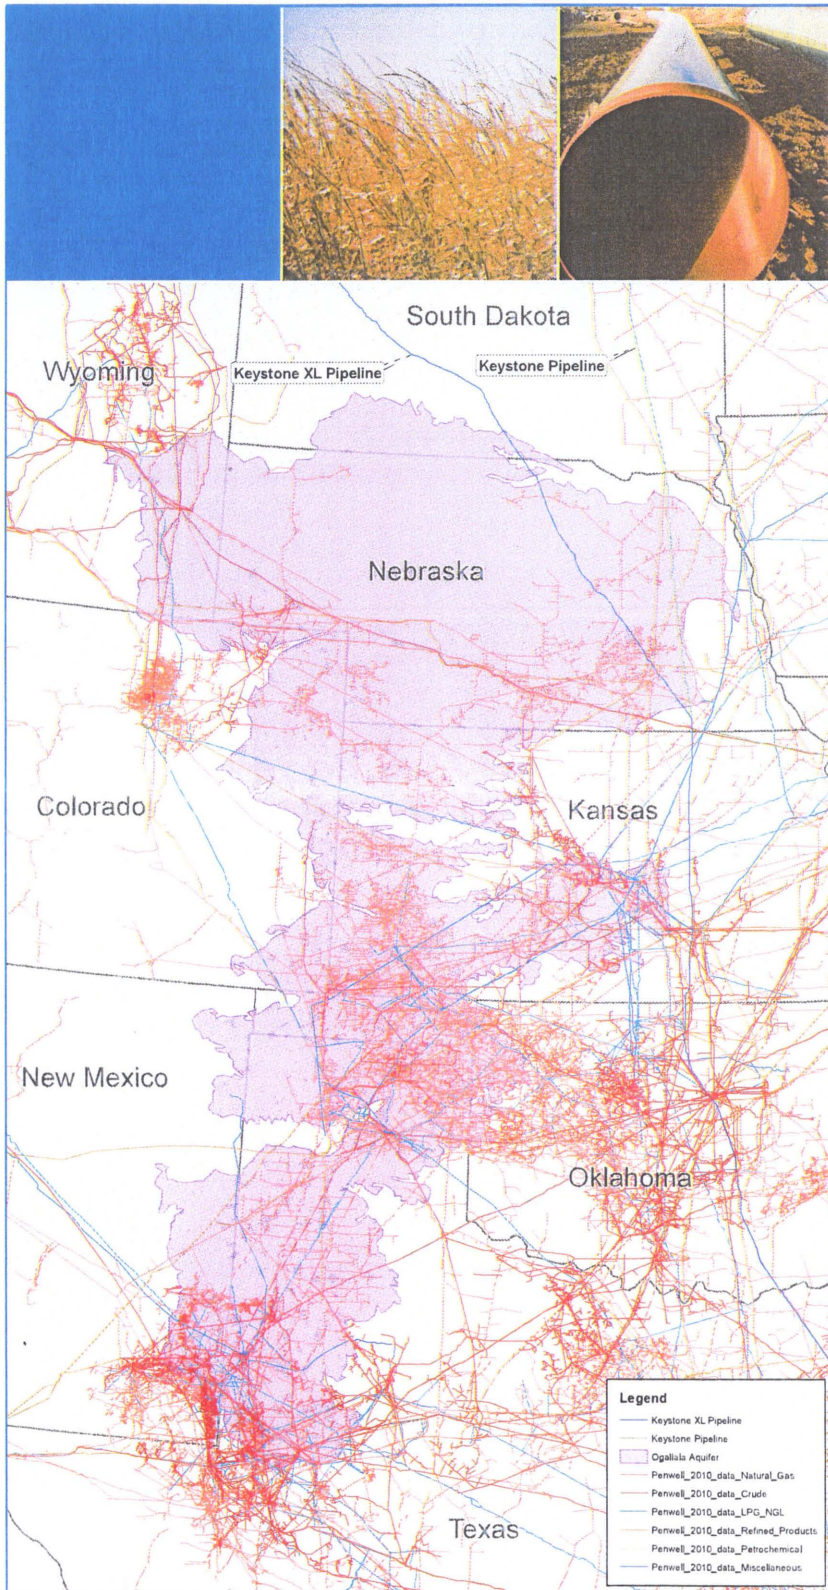 South Dakota
Wyoming
Keystone XL Pipeline
Keystone Pipeline
Nebraska
Colorado
Kansas
New Mexico
Oklahoma
Texas
Legend
Keystone XL Pipeline
Keystone Pipeline
Ogallala Aquifer
Penwell_2010_data_Natural_Gas
Penwell_2010_data_Crude
Penwell_2010_data_LPG_NGL
Penwell_2010_data_Refined_Products
Penwell_2010_data_Petrochemical
Penwell_2010_data_Miscellaneous